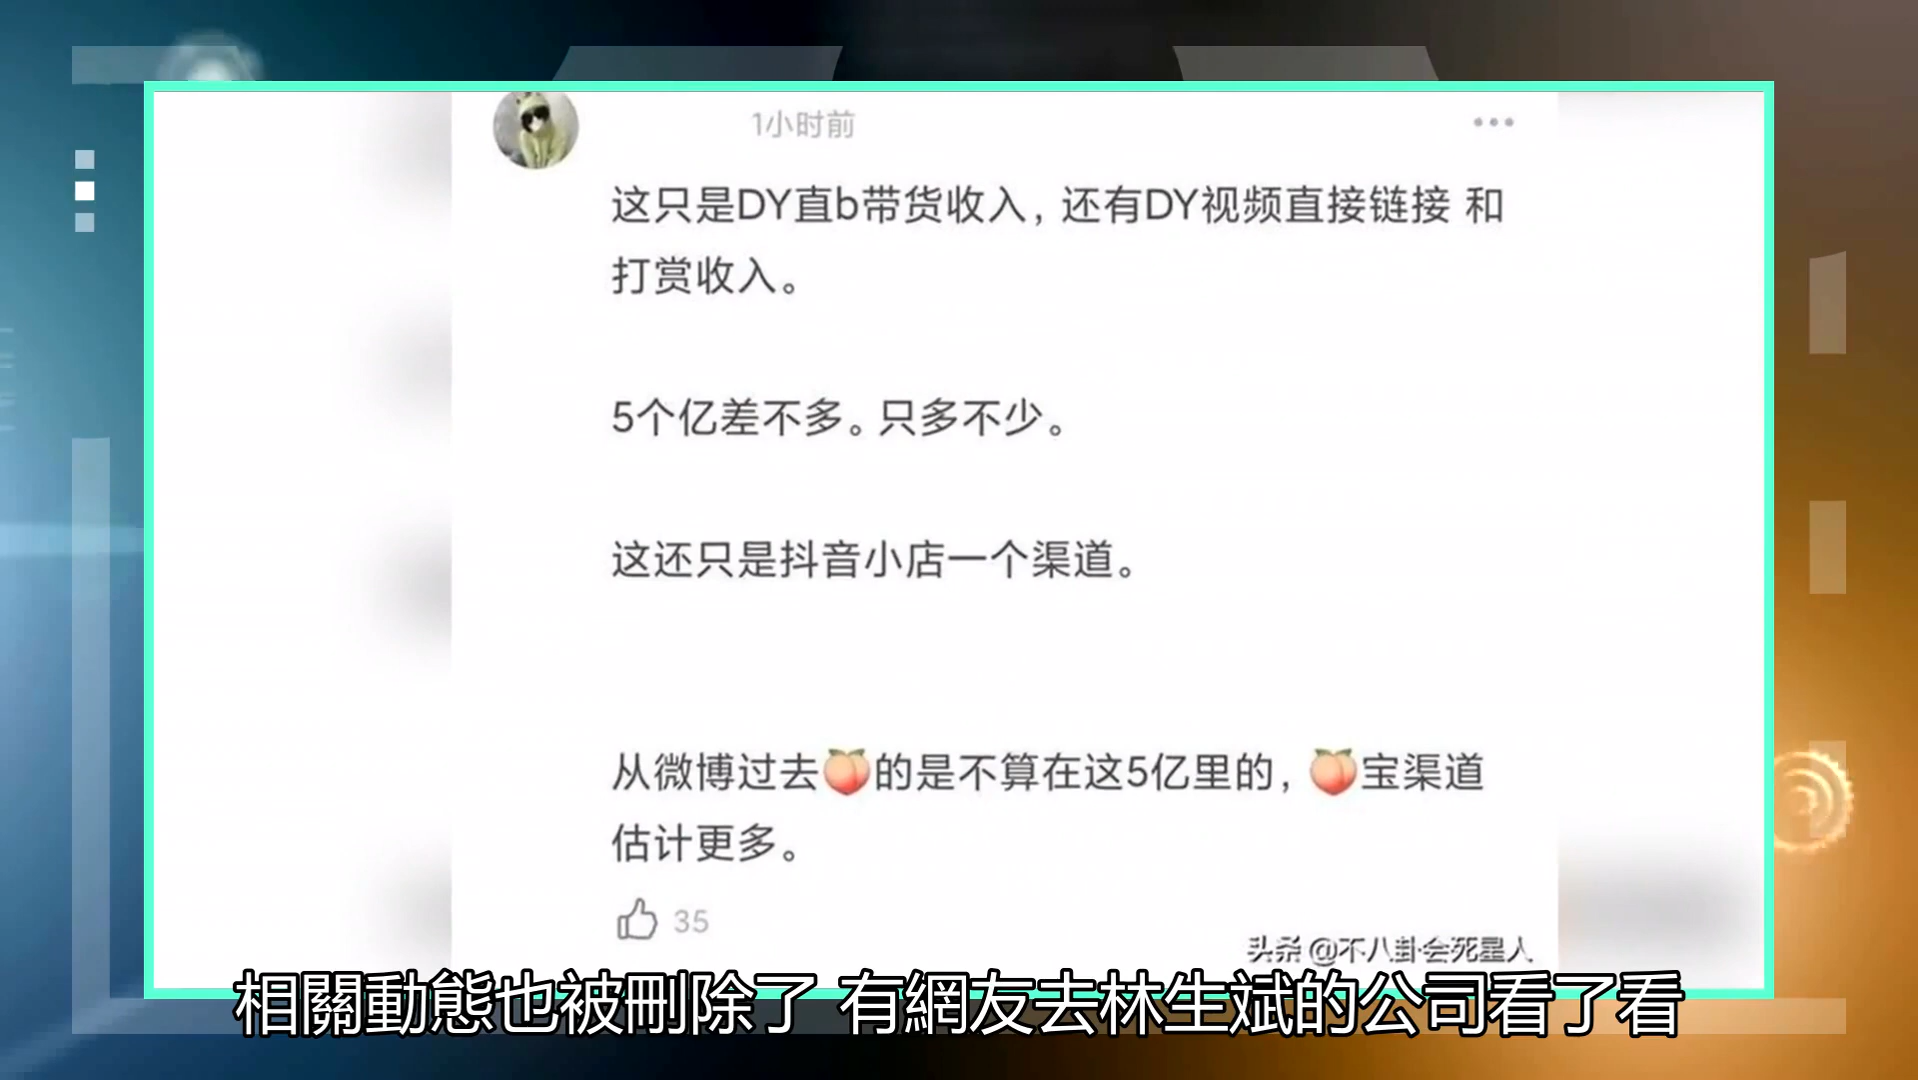 1小时前
这只是DY直b带货收入，还有DY视频直接链接 和
打赏收入。
5个亿差不多。只多不少。
这还只是抖音小店一个渠道。
从微博过去🍑的是不算在这5亿里的，🍑宝渠道
估计更多。
35
头条 @不八卦会死星人
相關動態也被刪除了 有網友去林生斌的公司看了看